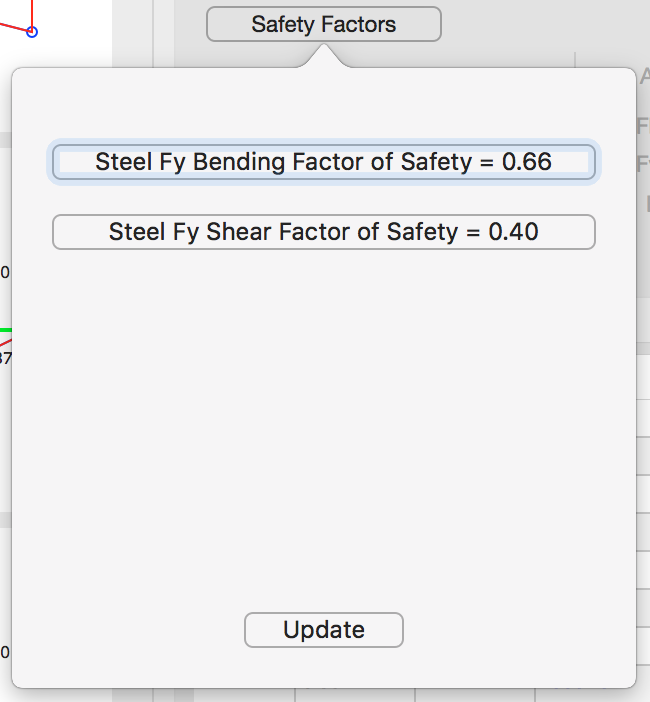 Safety Factors
Steel Fy Bending Factor of Safety = 0.66
Steel Fy Shear Factor of Safety = 0.40
Update